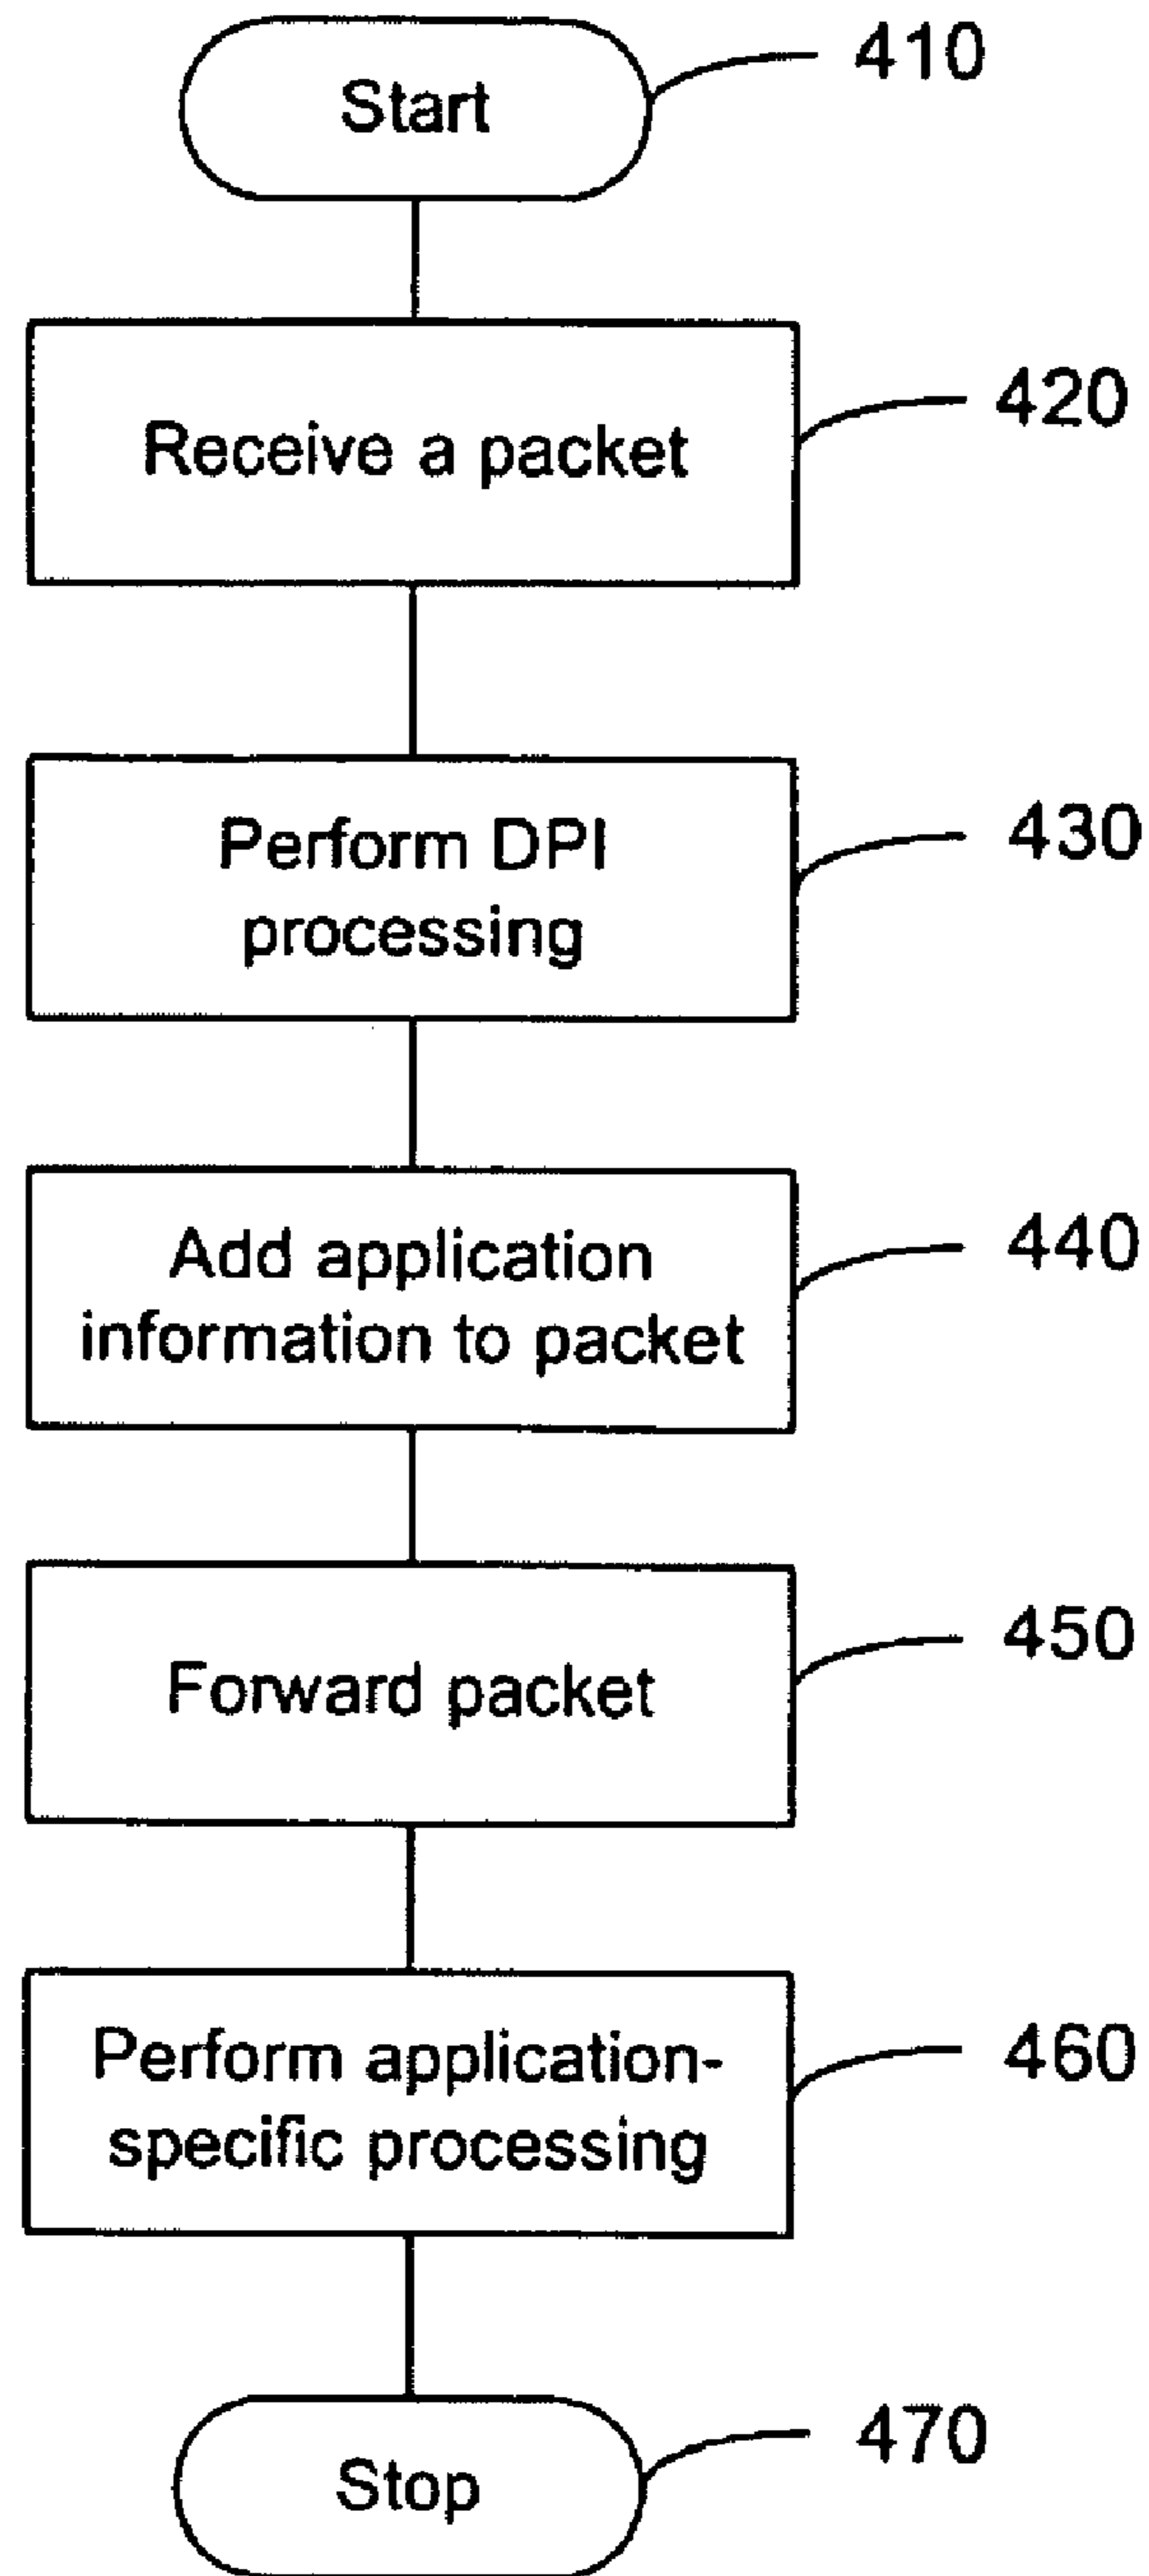 Start
410
Receive a packet
420
Perform DPI
processing
430
Add application
information to packet
440
Forward packet
450
Perform application-
specific processing
460
Stop
470